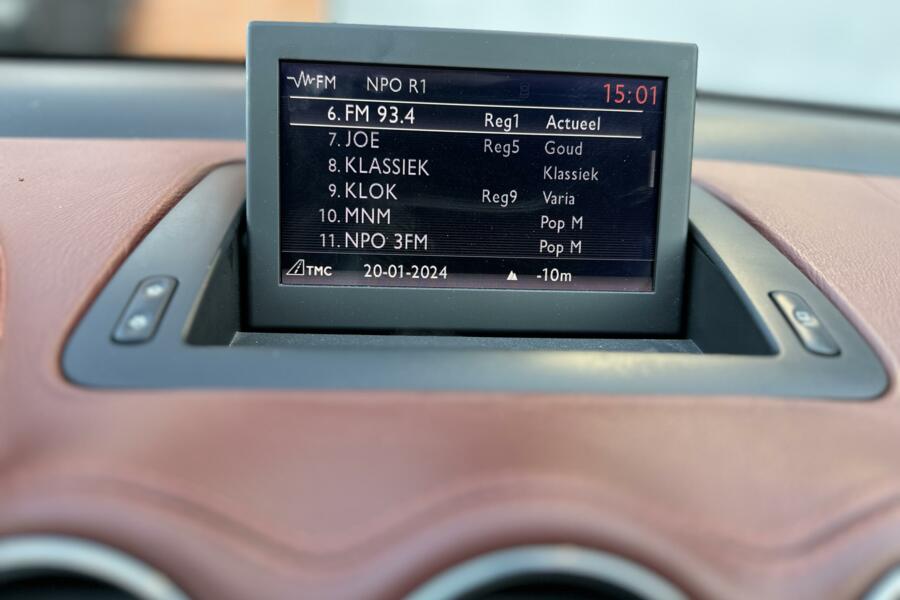 FM NPO R1 15:01
6. FM 93.4 Reg1 Actueel
7. JOE Reg5 Goud
8. KLASSIEK Klassiek
9. KLOK Reg9 Varia
10. MNM Pop M
11. NPO 3FM Pop M
TMC 20-01-2024 ▲ -10m